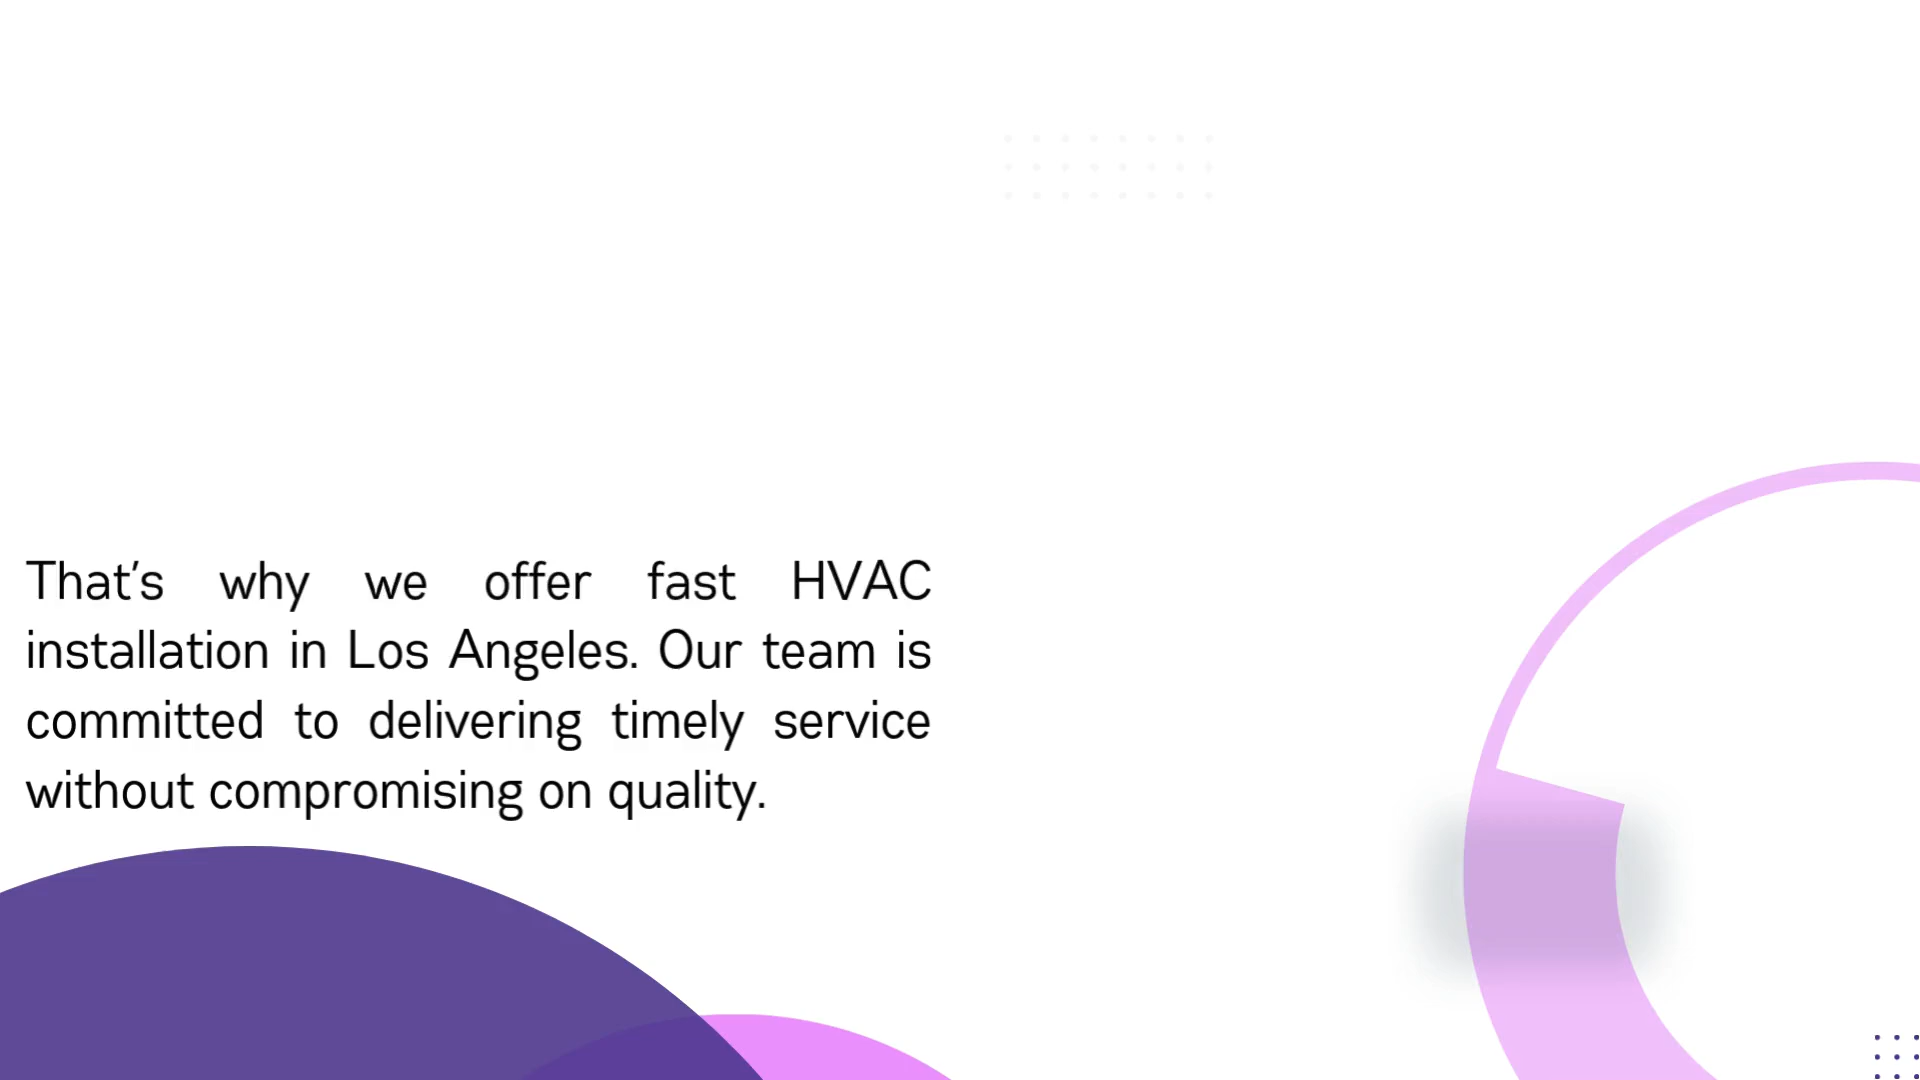 That's why we offer fast HVAC
installation in Los Angeles. Our team is
committed to delivering timely service
without compromising on quality.